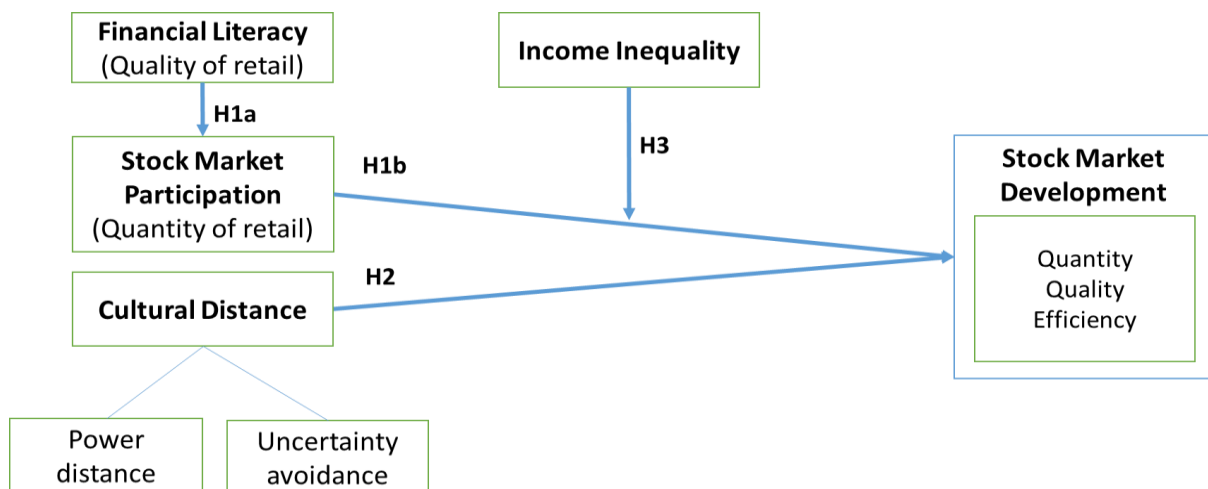 Financial Literacy
(Quality of retail)
Income Inequality
H1a
H3
Stock Market
Participation
(Quantity of retail)
H1b
Stock Market
Development
Quantity
Quality
Efficiency
H2
Cultural Distance
Power
distance
Uncertainty
avoidance